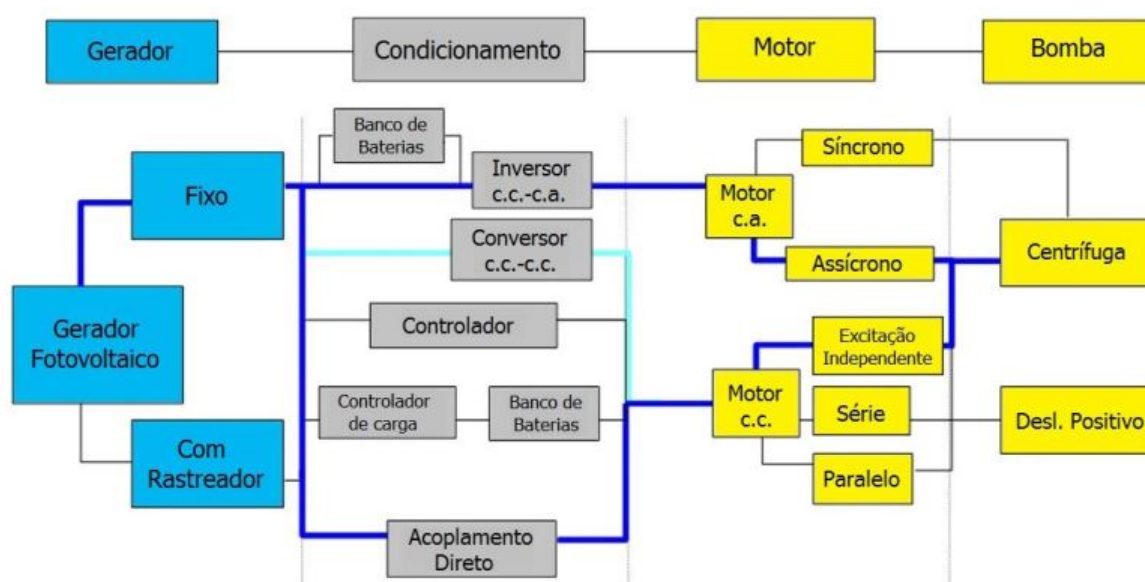 Gerador
Condicionamento
Motor
Bomba
Banco de
Baterias
Síncrono
Fixo
Inversor
c.c.-c.a.
Motor
c.a.
Conversor
c.c.-c.c.
Assícrono
Centrífuga
Gerador
Fotovoltaico
Controlador
Excitação
Independente
Motor
c.c.
Controlador
de carga
Banco de
Baterias
Série
Desl. Positivo
Com
Rastreador
Paralelo
Acoplamento
Direto